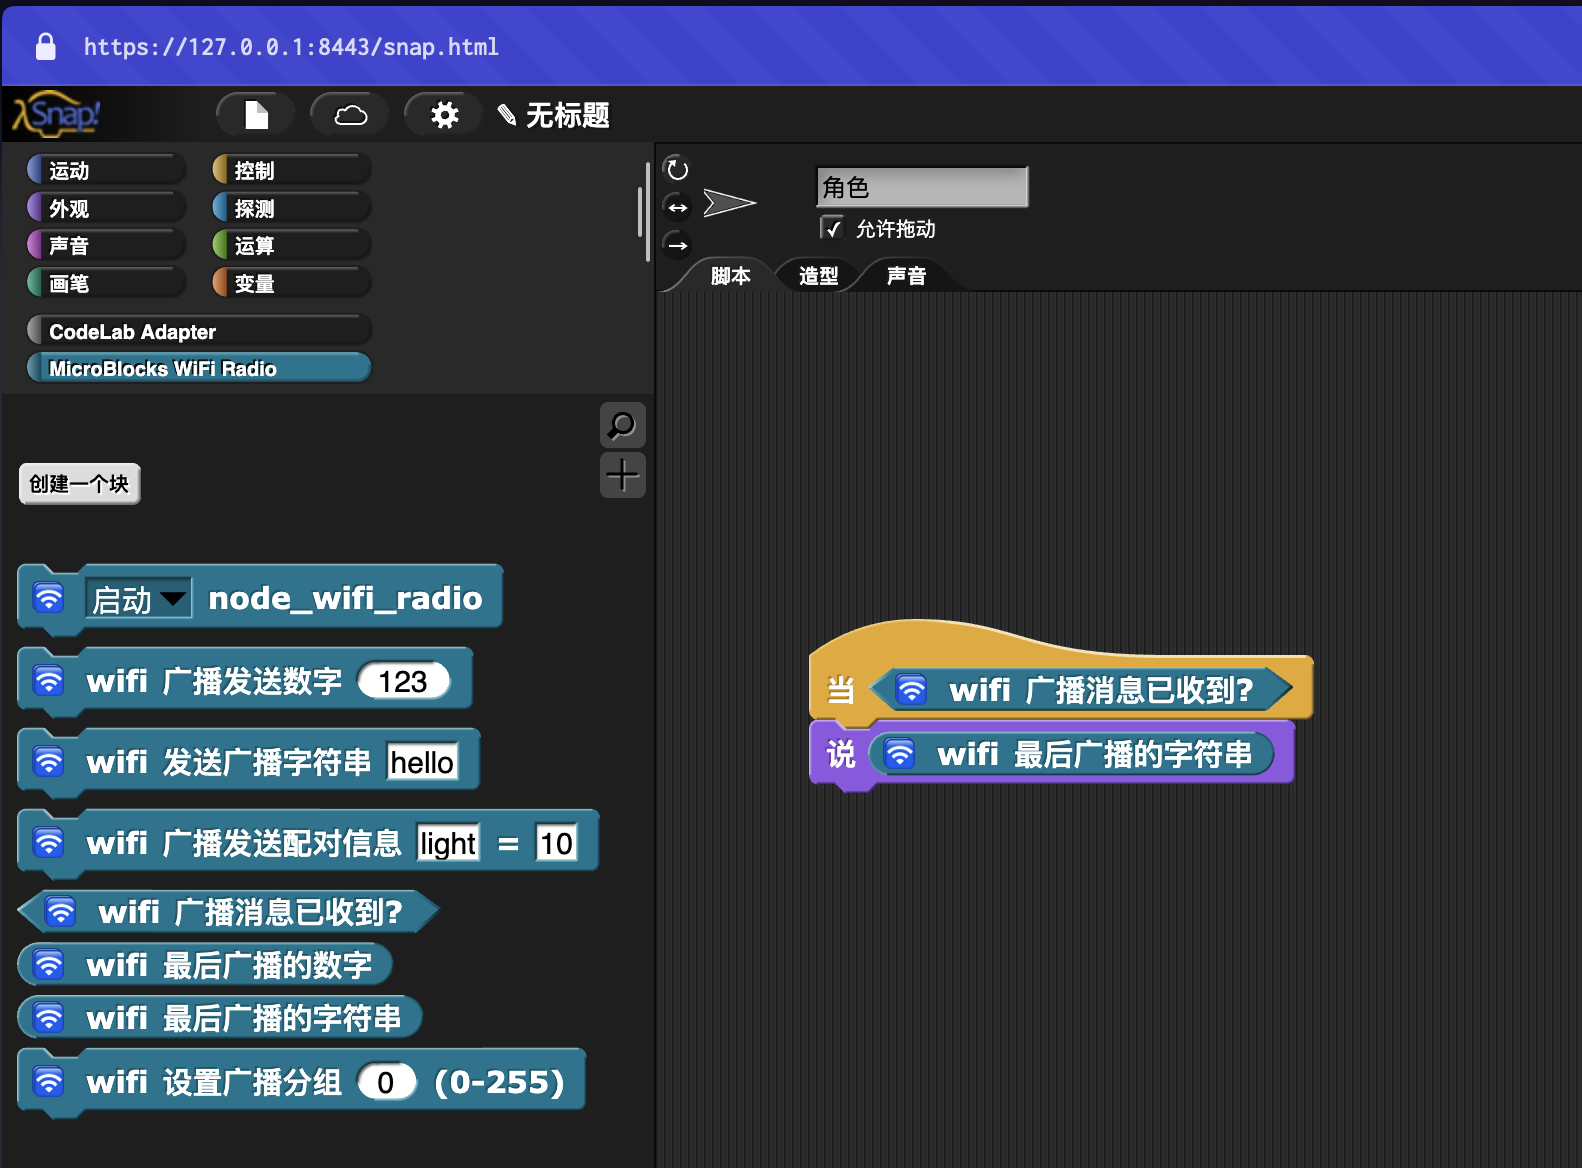 https://127.0.0.1:8443/snap.html
λSnap!
无标题
运动
控制
外观
探测
声音
运算
画笔
变量
CodeLab Adapter
MicroBlocks WiFi Radio
角色
允许拖动
脚本
造型
声音
创建一个块
启动 node_wifi_radio
wifi 广播发送数字 123
wifi 发送广播字符串 hello
wifi 广播发送配对信息 light = 10
wifi 广播消息已收到?
wifi 最后广播的数字
wifi 最后广播的字符串
wifi 设置广播分组 0 (0-255)
当 wifi 广播消息已收到?
说 wifi 最后广播的字符串